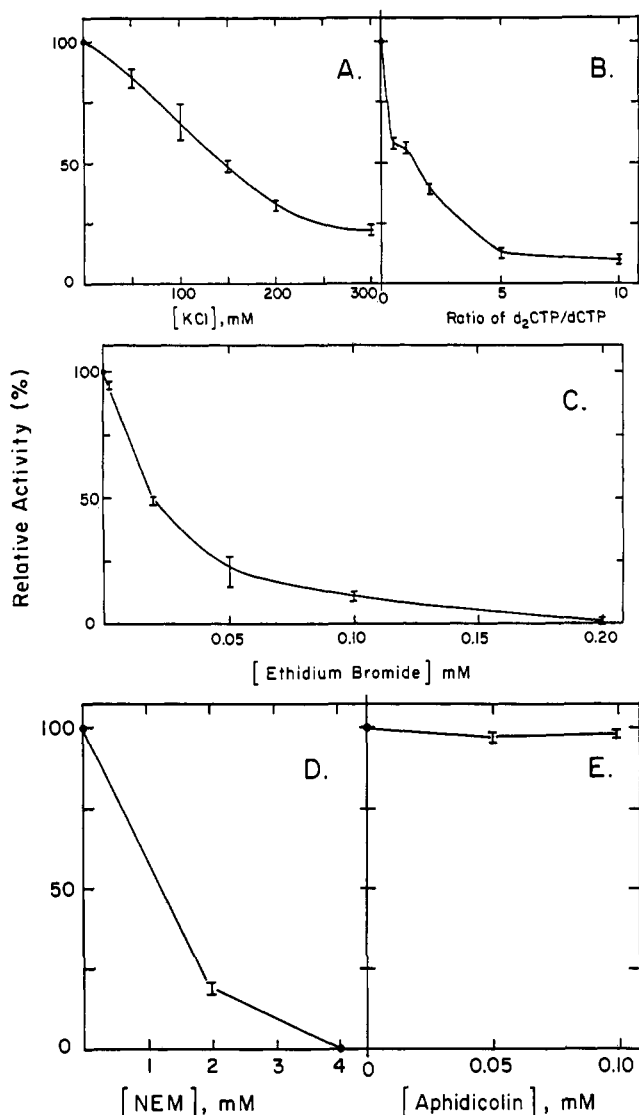 100
A.
B.
50
0
100
200
300
0
5
10
[KCl], mM
Ratio of d₂CTP/dCTP
Relative Activity (%)
100
C.
50
0
0.05
0.10
0.15
0.20
[Ethidium Bromide] mM
100
D.
E.
50
0
1
2
3
4
0
0.05
0.10
[NEM], mM
[Aphidicolin], mM